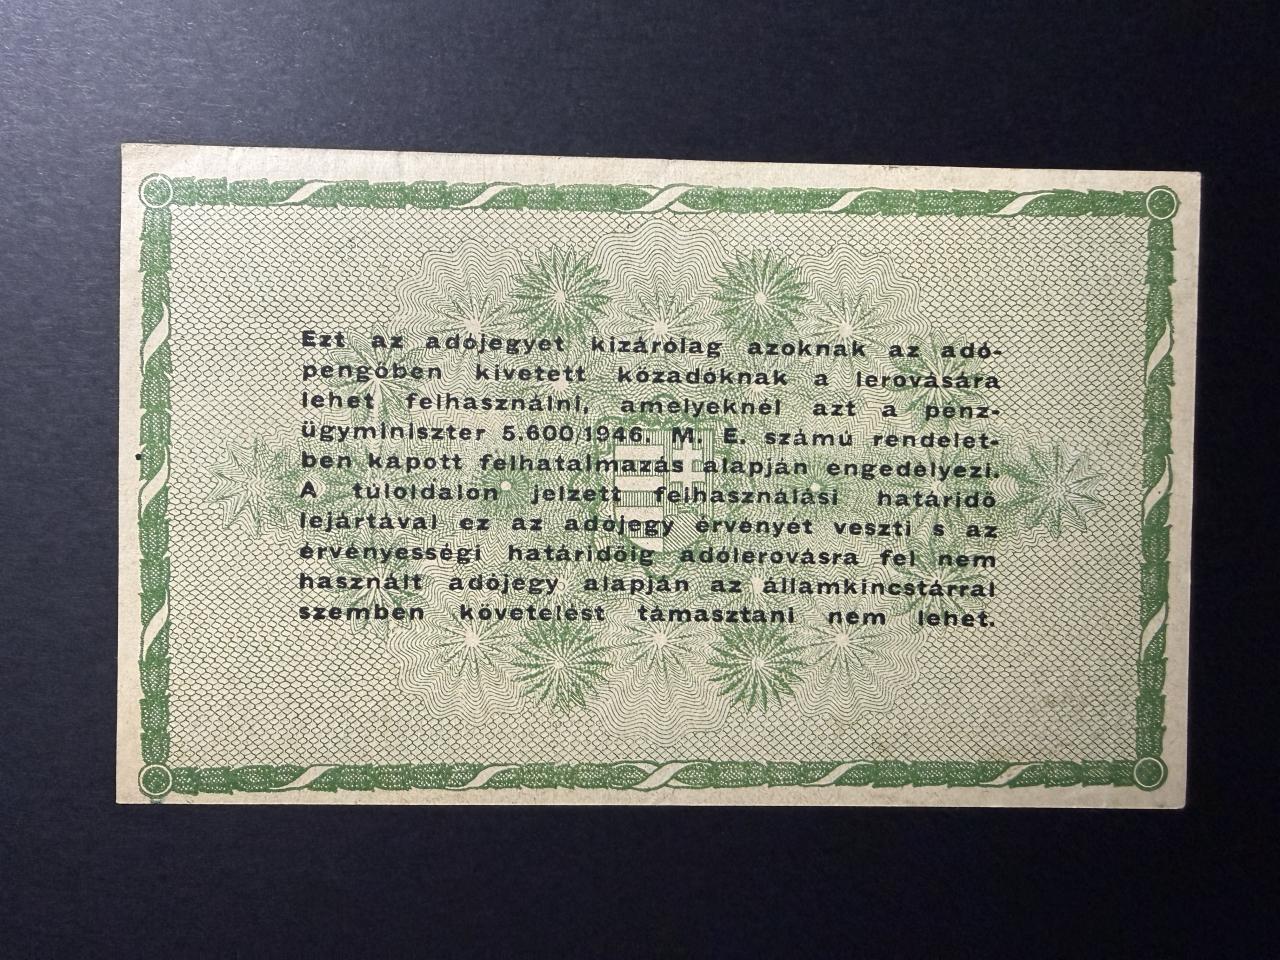 Ezt az adójegyet kizárólag azoknak az adó-
pengőben kivetett közadóknak a lerovására
lehet felhasználni, amelyeknél azt a pénz-
ügyminiszter 5.600/1946. M. E. számú rendelet-
ben kapott felhatalmazás alapján engedélyezi.
A túloldalon jelzett felhasználási határidő
lejártával ez az adójegy érvényét veszti s az
érvényességi határidőig adólerovásra fel nem
használt adójegy alapján az államkincstárral
szemben követelést támasztani nem lehet.